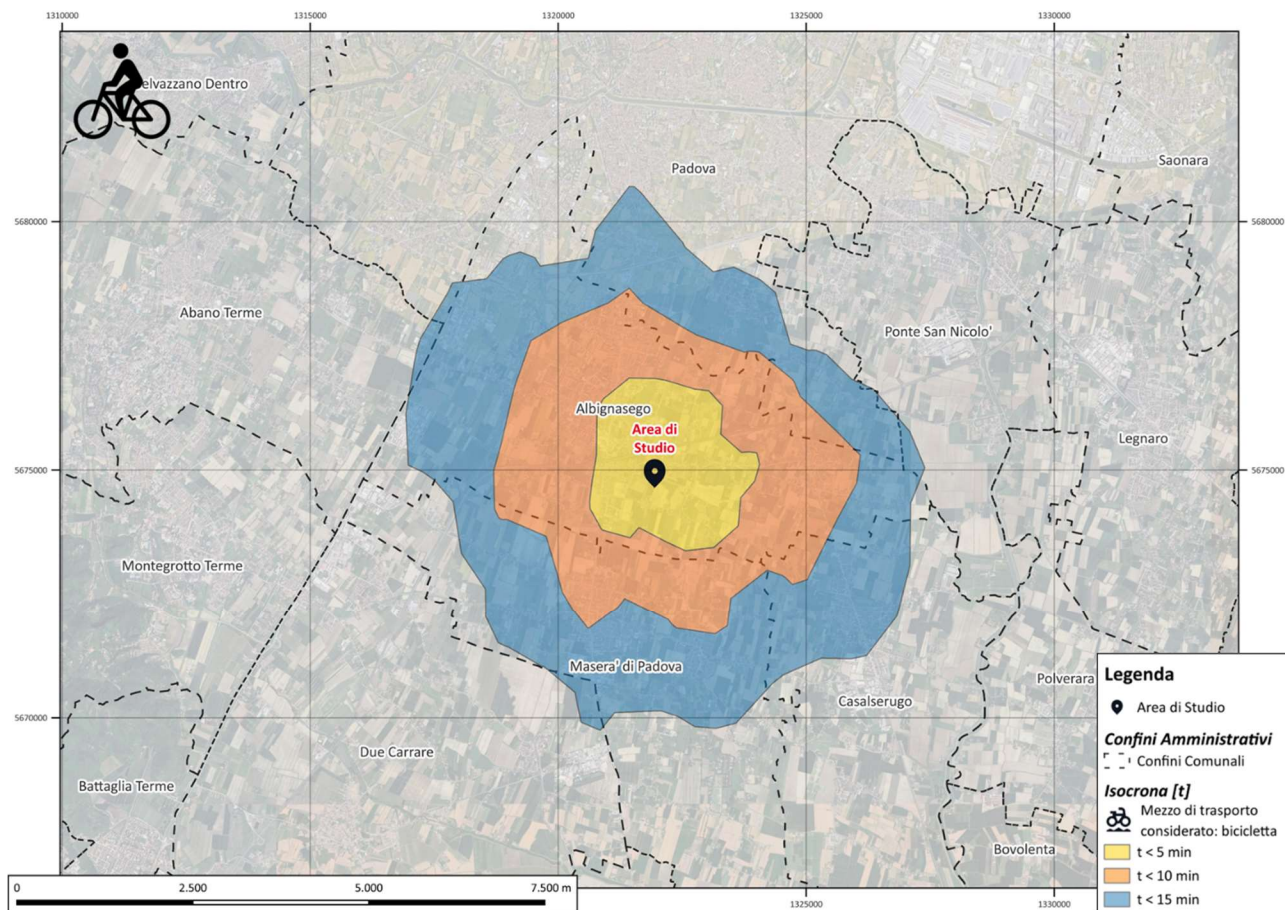 1310000
1315000
1320000
1325000
1330000
elvazzano Dentro
Padova
Saonara
5680000
5680000
Abano Terme
Ponte San Nicolo'
Albignasego
Area di
Studio
Legnaro
5675000
5675000
Montegrotto Terme
Masera' di Padova
Polverara
Casalserugo
Due Carrare
5670000
Battaglia Terme
Bovolenta
Legenda
Area di Studio
Confini Amministrativi
Confini Comunali
Isocrona [t]
Mezzo di trasporto
considerato: bicicletta
t < 5 min
t < 10 min
t < 15 min
0
2.500
5.000
7.500 m
1325000
1330000